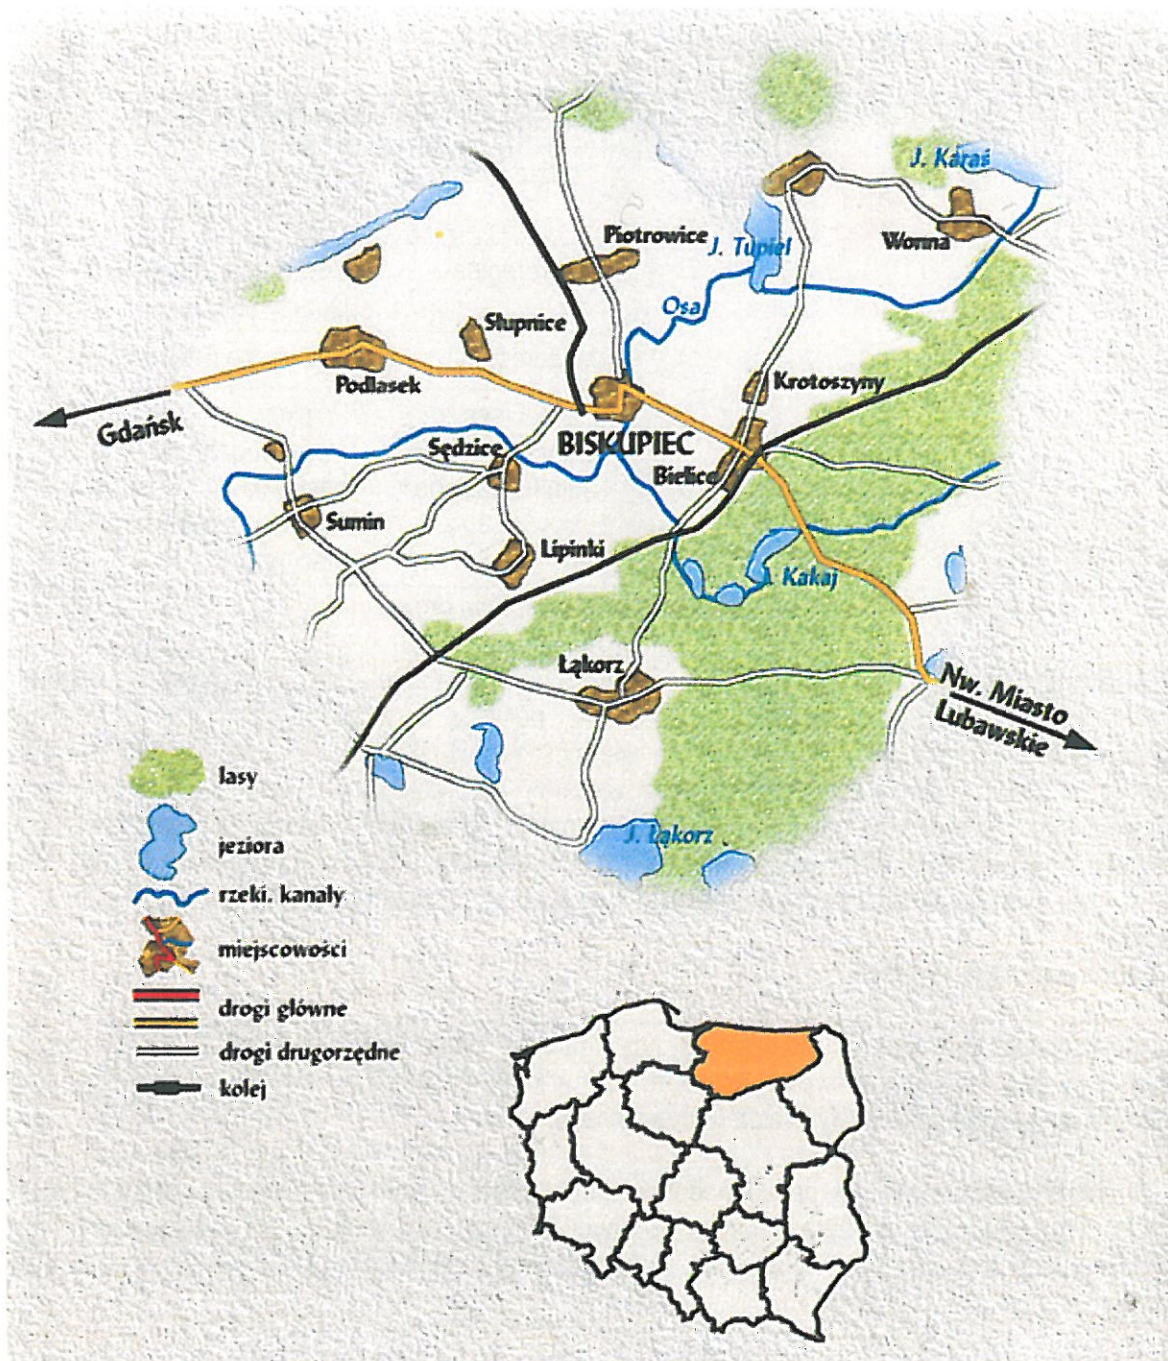 J. Karaś
Piotrowice
J. Tupiel
Wonna
Osa
Słupnice
Podlasek
Krotoszyny
Gdańsk
Sędzice
BISKUPIEC
Bielice
Sumin
Lipinki
J. Kakaj
Łąkorz
Nw. Miasto
Lubawskie
J. Łąkorz
lasy
jeziora
rzeki. kanały
miejscowości
drogi główne
drogi drugorzędne
kolej